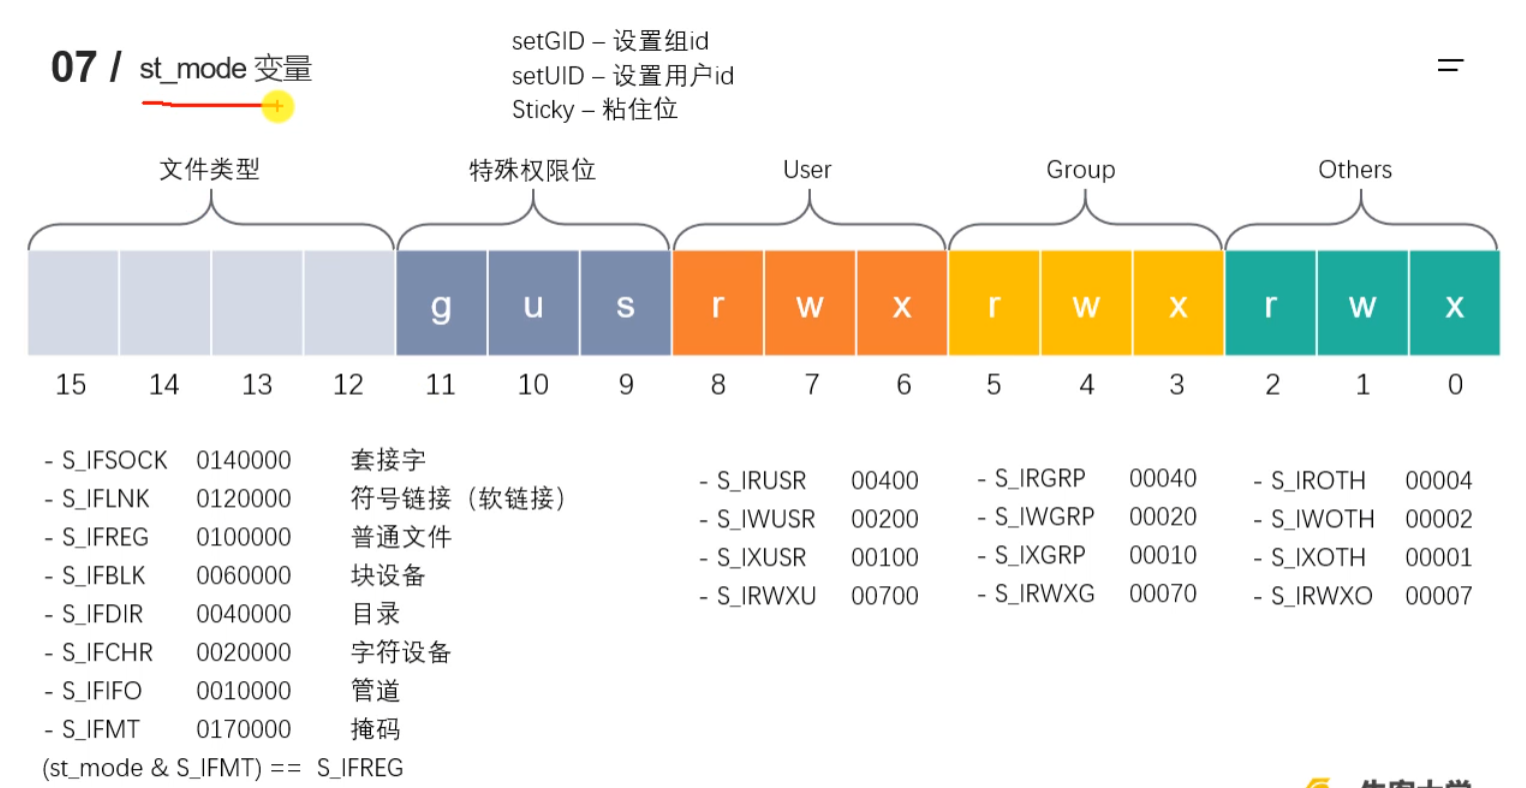 07 / st_mode 变量
setGID – 设置组id
setUID – 设置用户id
Sticky – 粘住位
文件类型 特殊权限位 User Group Others
g u s r w x r w x r w x
15 14 13 12 11 10 9 8 7 6 5 4 3 2 1 0
- S_IFSOCK 0140000 套接字
- S_IFLNK 0120000 符号链接（软链接）
- S_IFREG 0100000 普通文件
- S_IFBLK 0060000 块设备
- S_IFDIR 0040000 目录
- S_IFCHR 0020000 字符设备
- S_IFIFO 0010000 管道
- S_IFMT 0170000 掩码
(st_mode & S_IFMT) == S_IFREG
- S_IRUSR 00400
- S_IWUSR 00200
- S_IXUSR 00100
- S_IRWXU 00700
- S_IRGRP 00040
- S_IWGRP 00020
- S_IXGRP 00010
- S_IRWXG 00070
- S_IROTH 00004
- S_IWOTH 00002
- S_IXOTH 00001
- S_IRWXO 00007